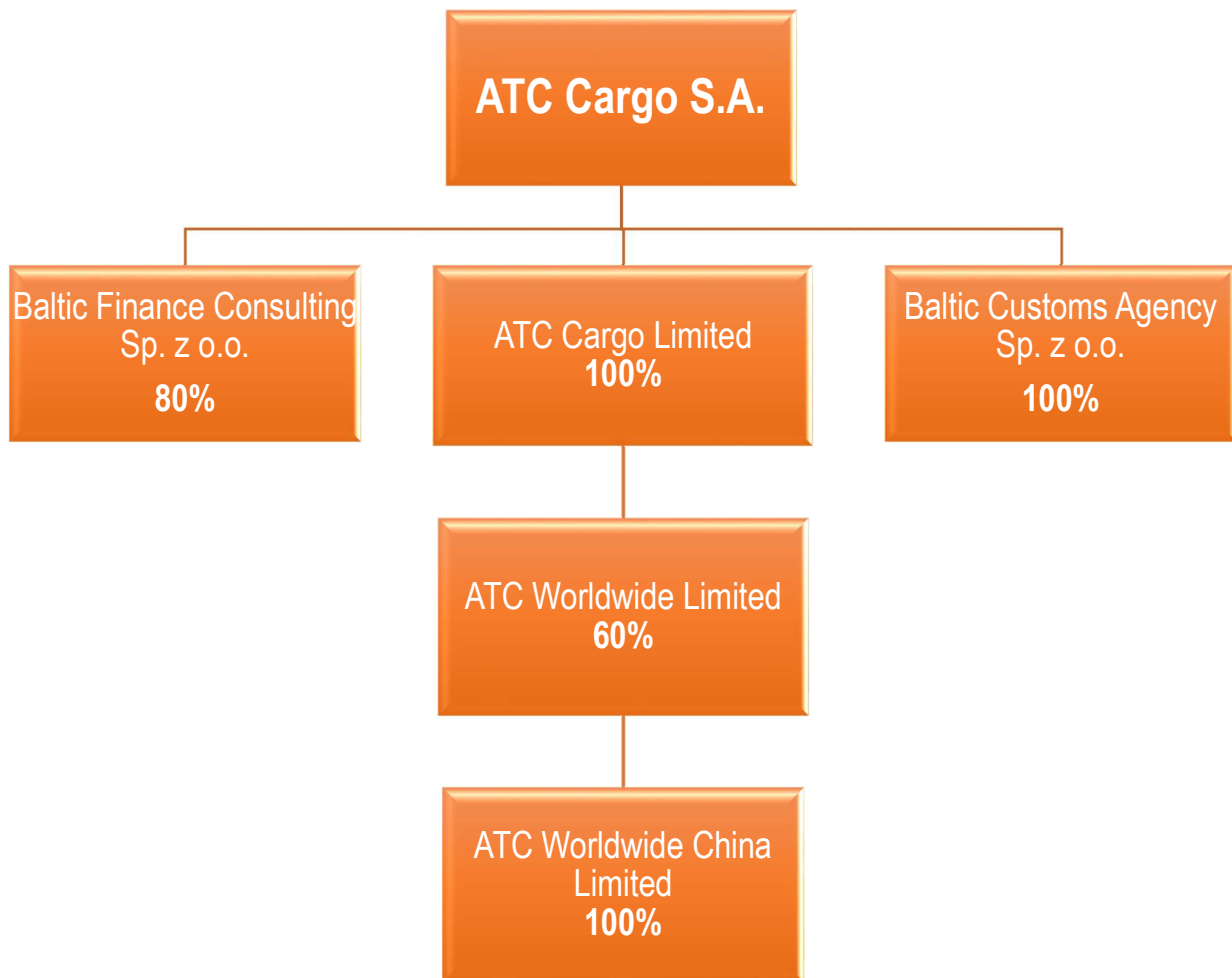 ATC Cargo S.A.
Baltic Finance Consulting
Sp. z o.o.
80%
ATC Cargo Limited
100%
Baltic Customs Agency
Sp. z o.o.
100%
ATC Worldwide Limited
60%
ATC Worldwide China
Limited
100%